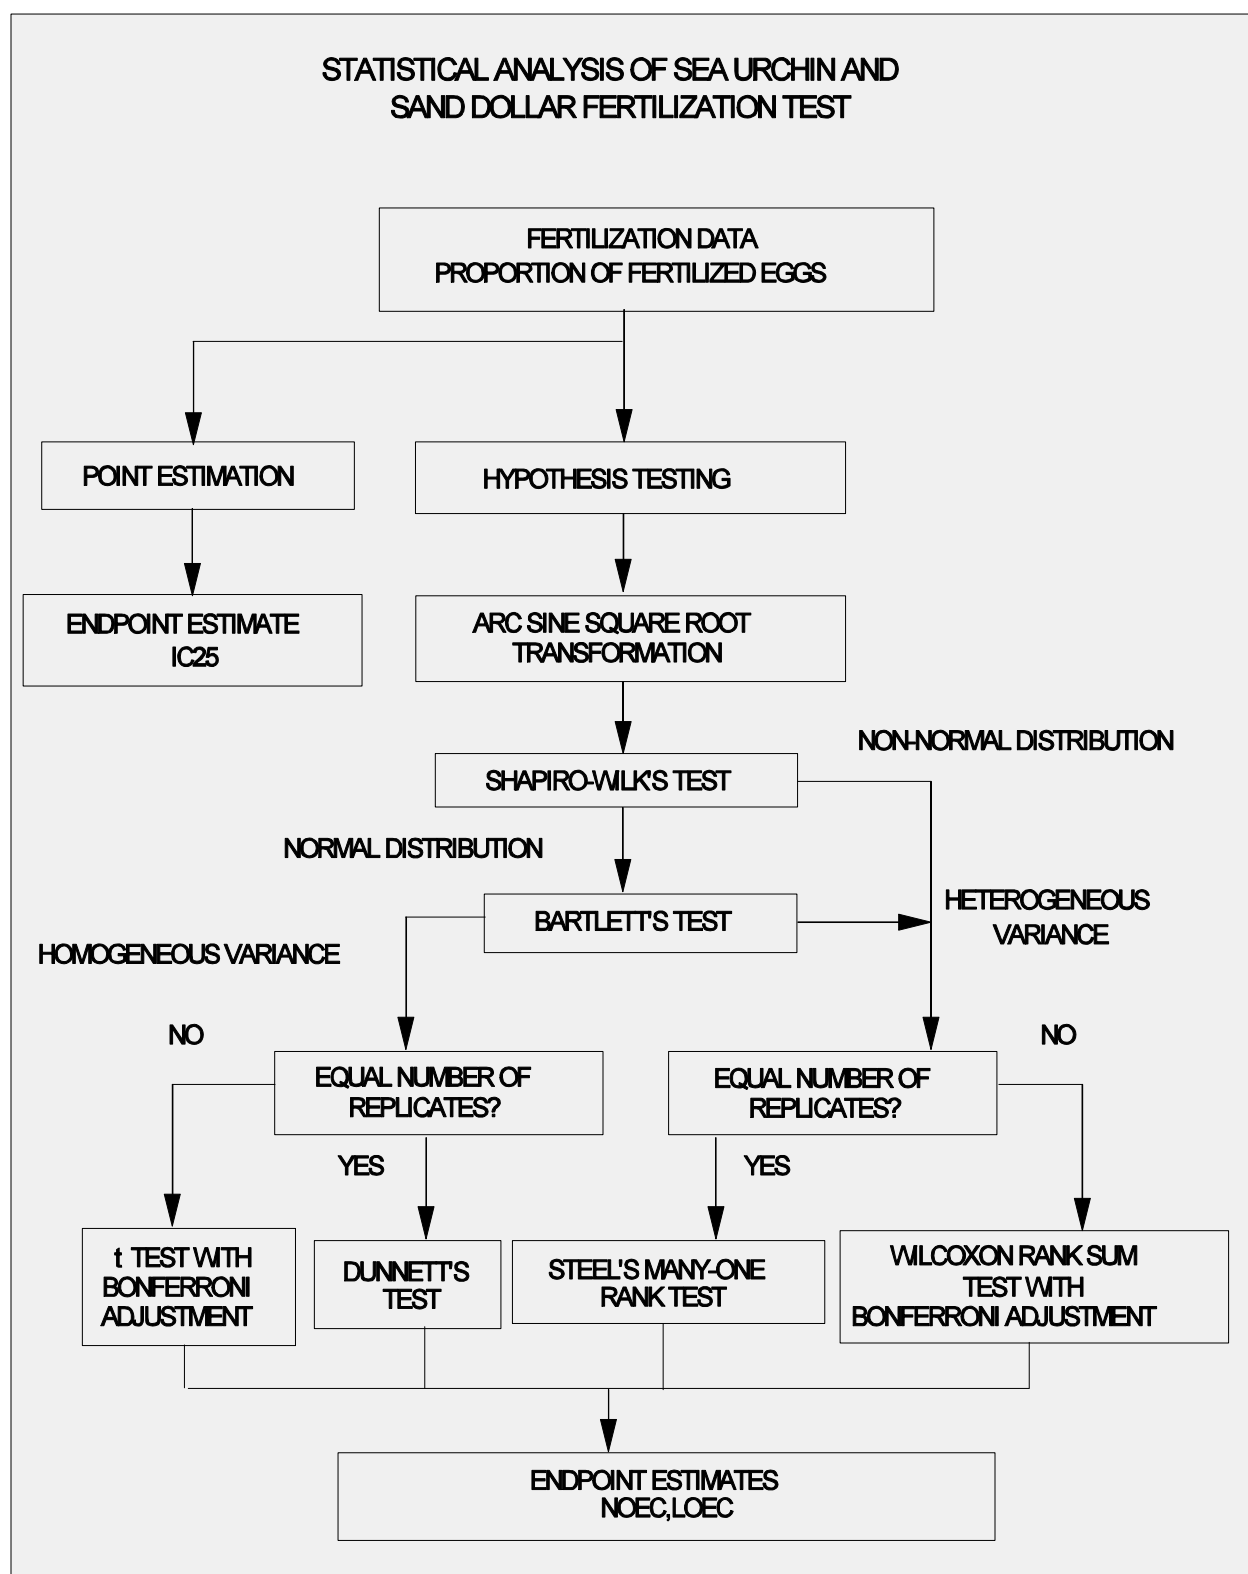 STATISTICAL ANALYSIS OF SEA URCHIN AND
SAND DOLLAR FERTILIZATION TEST
FERTILIZATION DATA
PROPORTION OF FERTILIZED EGGS
POINT ESTIMATION
HYPOTHESIS TESTING
ENDPOINT ESTIMATE
IC25
ARC SINE SQUARE ROOT
TRANSFORMATION
NON-NORMAL DISTRIBUTION
SHAPIRO-WILK'S TEST
NORMAL DISTRIBUTION
HETEROGENEOUS
VARIANCE
BARTLETT'S TEST
HOMOGENEOUS VARIANCE
NO
NO
EQUAL NUMBER OF
REPLICATES?
EQUAL NUMBER OF
REPLICATES?
YES
YES
t TEST WITH
BONFERRONI
ADJUSTMENT
DUNNETT'S
TEST
STEEL'S MANY-ONE
RANK TEST
WILCOXON RANK SUM
TEST WITH
BONFERRONI ADJUSTMENT
ENDPOINT ESTIMATES
NOEC,LOEC